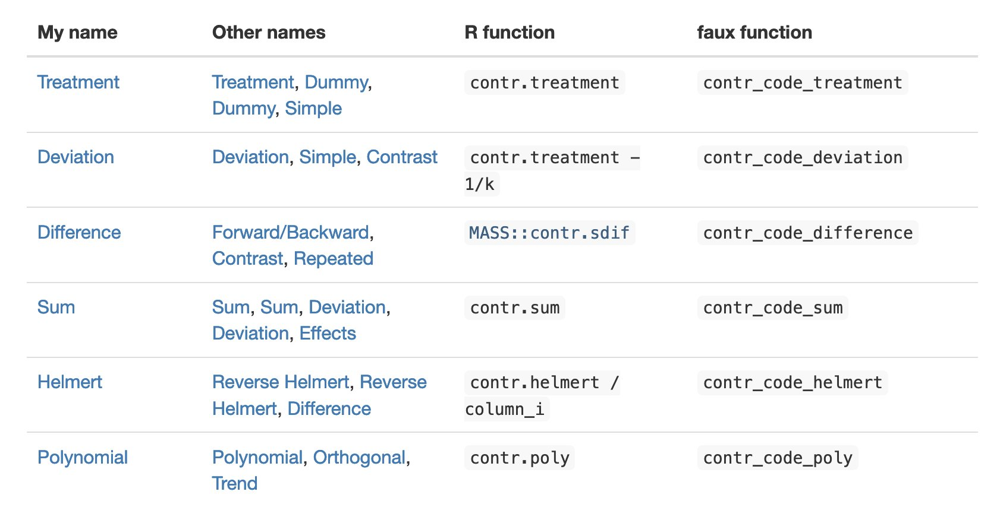 My name Other names R function faux function
Treatment Treatment, Dummy, contr.treatment contr_code_treatment
Dummy, Simple
Deviation Deviation, Simple, Contrast contr.treatment – contr_code_deviation
1/k
Difference Forward/Backward, MASS::contr.sdif contr_code_difference
Contrast, Repeated
Sum Sum, Sum, Deviation, contr.sum contr_code_sum
Deviation, Effects
Helmert Reverse Helmert, Reverse contr.helmert / contr_code_helmert
Helmert, Difference column_i
Polynomial Polynomial, Orthogonal, contr.poly contr_code_poly
Trend